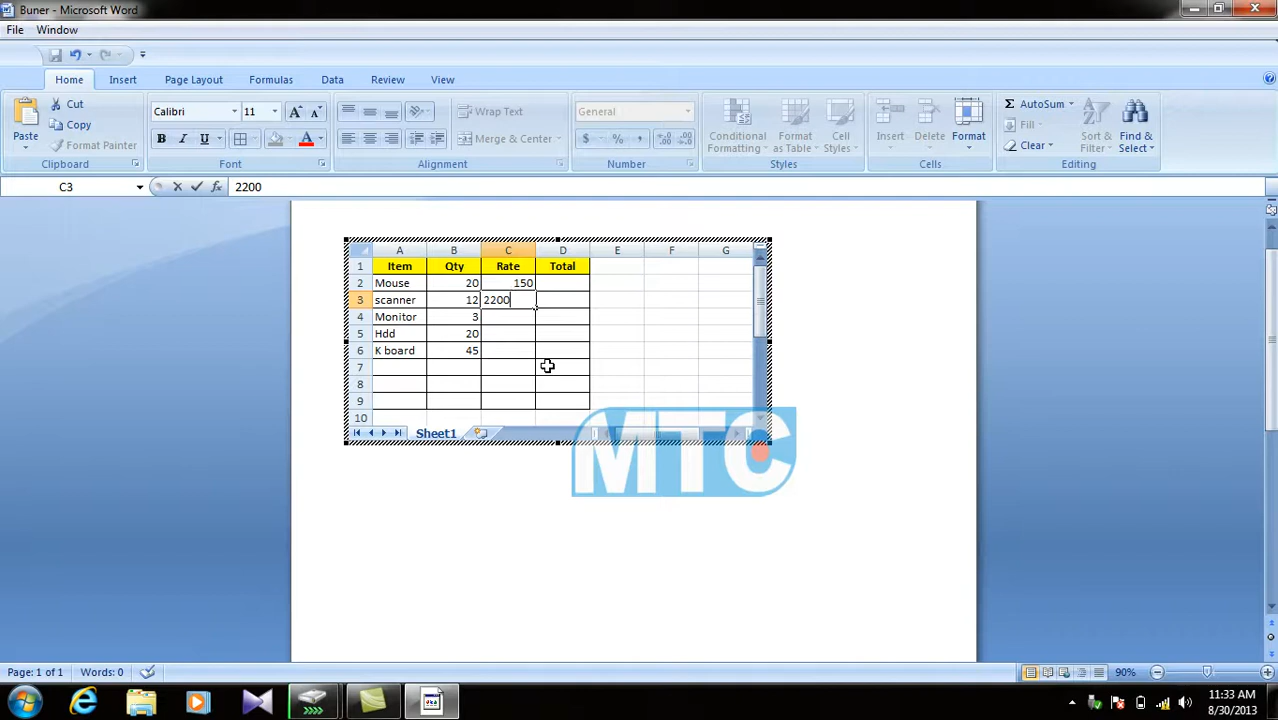 Buner - Microsoft Word
File Window
Home Insert Page Layout Formulas Data Review View
Paste
Cut
Copy
Format Painter
Clipboard
Calibri 11
B I U
Font
Wrap Text
Merge & Center
Alignment
General
$ % ,
Number
Conditional Formatting
Format as Table
Cell Styles
Styles
Insert
Delete
Format
Cells
AutoSum
Fill
Clear
Sort & Filter
Find & Select
Editing
C3 fx 2200
A B C D E F G
1 Item Qty Rate Total
2 Mouse 20 150
3 scanner 12 2200
4 Monitor 3
5 Hdd 20
6 K board 45
7
8
9
10
Sheet1
MTC
Page: 1 of 1 Words: 0 90%
11:33 AM
8/30/2013